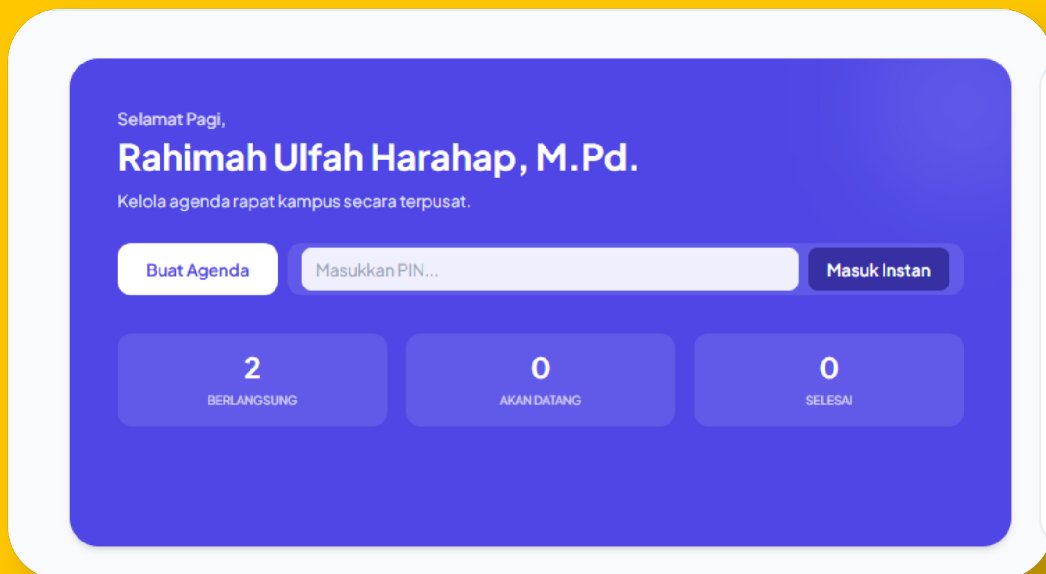 Selamat Pagi,
Rahimah Ulfah Harahap, M.Pd.
Kelola agenda rapat kampus secara terpusat.
Buat Agenda
Masukkan PIN...
Masuk Instan
2
BERLANGSUNG
0
AKAN DATANG
0
SELESAI